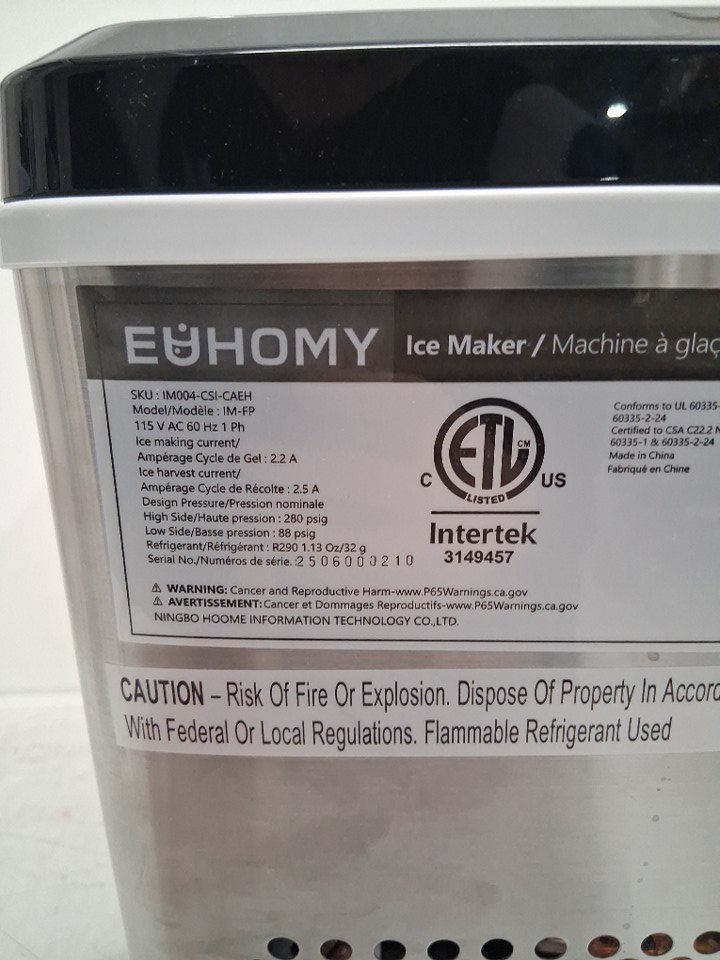 EUHOMY Ice Maker / Machine à glaç
SKU : IM004-CSI-CAEH
Model/Modèle : IM-FP
115 V AC 60 Hz 1 Ph
Ice making current/
Ampérage Cycle de Gel : 2.2 A
Ice harvest current/
Ampérage Cycle de Récolte : 2.5 A
Design Pressure/Pression nominale
High Side/Haute pression : 280 psig
Low Side/Basse pression : 88 psig
Refrigerant/Réfrigérant : R290 1.13 Oz/32 g
Serial No./Numéros de série. 2506000210
C ETL CM US
LISTED
Intertek
3149457
Conforms to UL 60335-
60335-2-24
Certified to CSA C22.2 N
60335-1 & 60335-2-24
Made in China
Fabriqué en Chine
⚠ WARNING: Cancer and Reproductive Harm-www.P65Warnings.ca.gov
⚠ AVERTISSEMENT: Cancer et Dommages Reproductifs-www.P65Warnings.ca.gov
NINGBO HOOME INFORMATION TECHNOLOGY CO.,LTD.
CAUTION – Risk Of Fire Or Explosion. Dispose Of Property In Accord
With Federal Or Local Regulations. Flammable Refrigerant Used